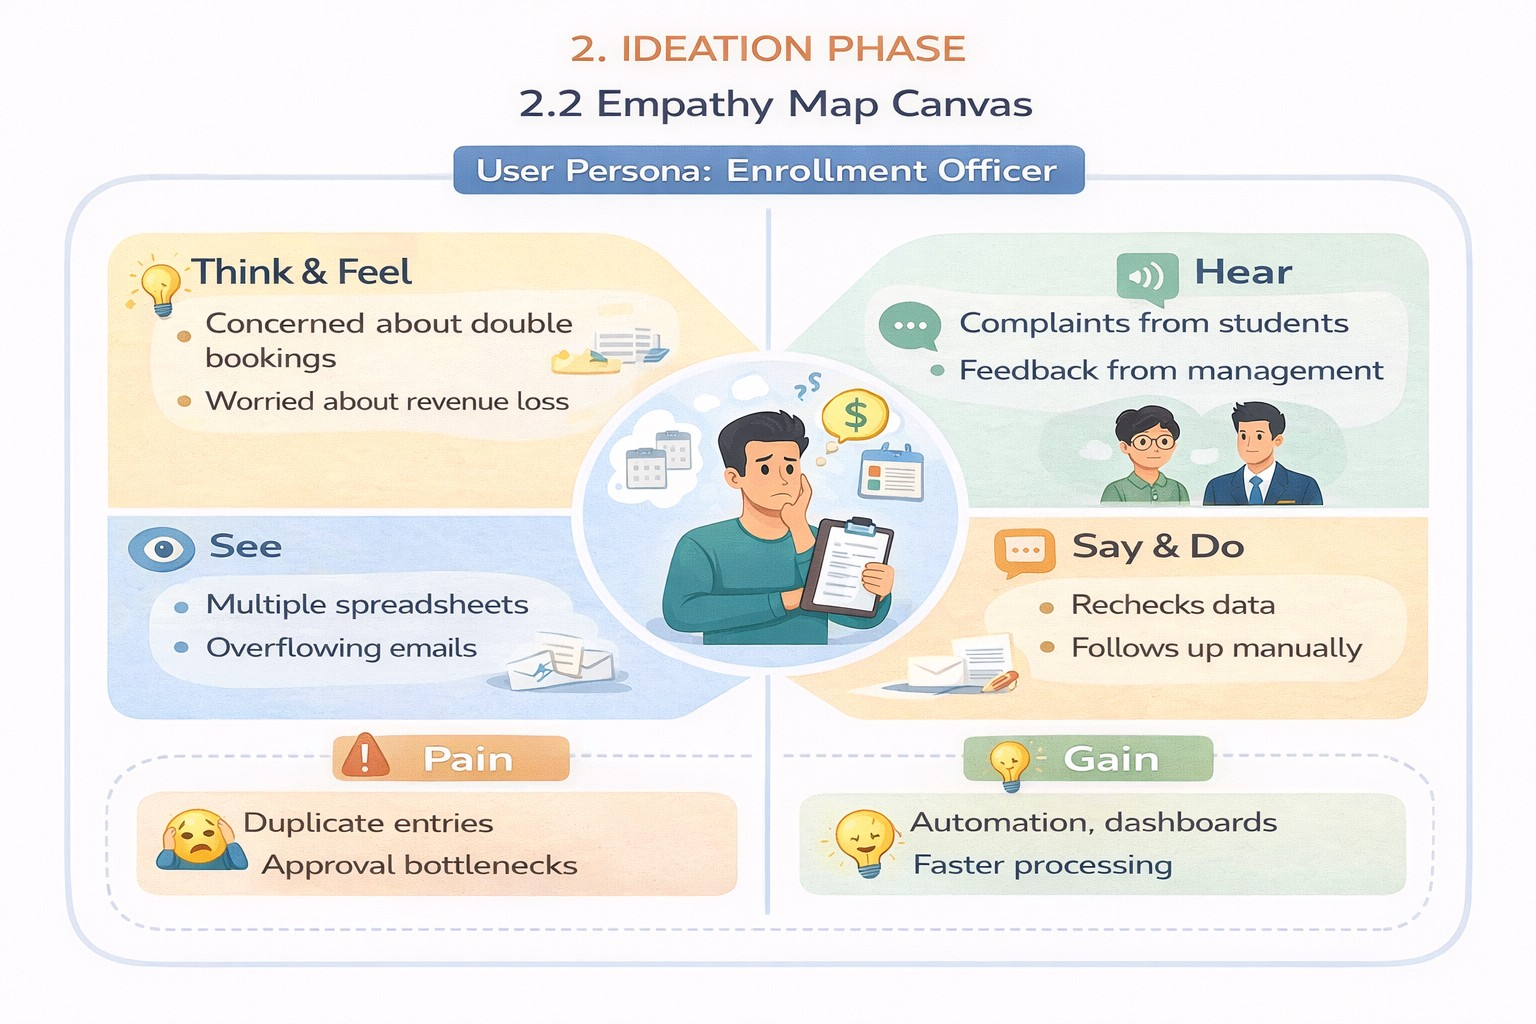 2. IDEATION PHASE
2.2 Empathy Map Canvas
User Persona: Enrollment Officer
Think & Feel
Concerned about double
bookings
Worried about revenue loss
Hear
Complaints from students
Feedback from management
$
See
Multiple spreadsheets
Overflowing emails
Say & Do
Rechecks data
Follows up manually
Pain
Duplicate entries
Approval bottlenecks
Gain
Automation, dashboards
Faster processing